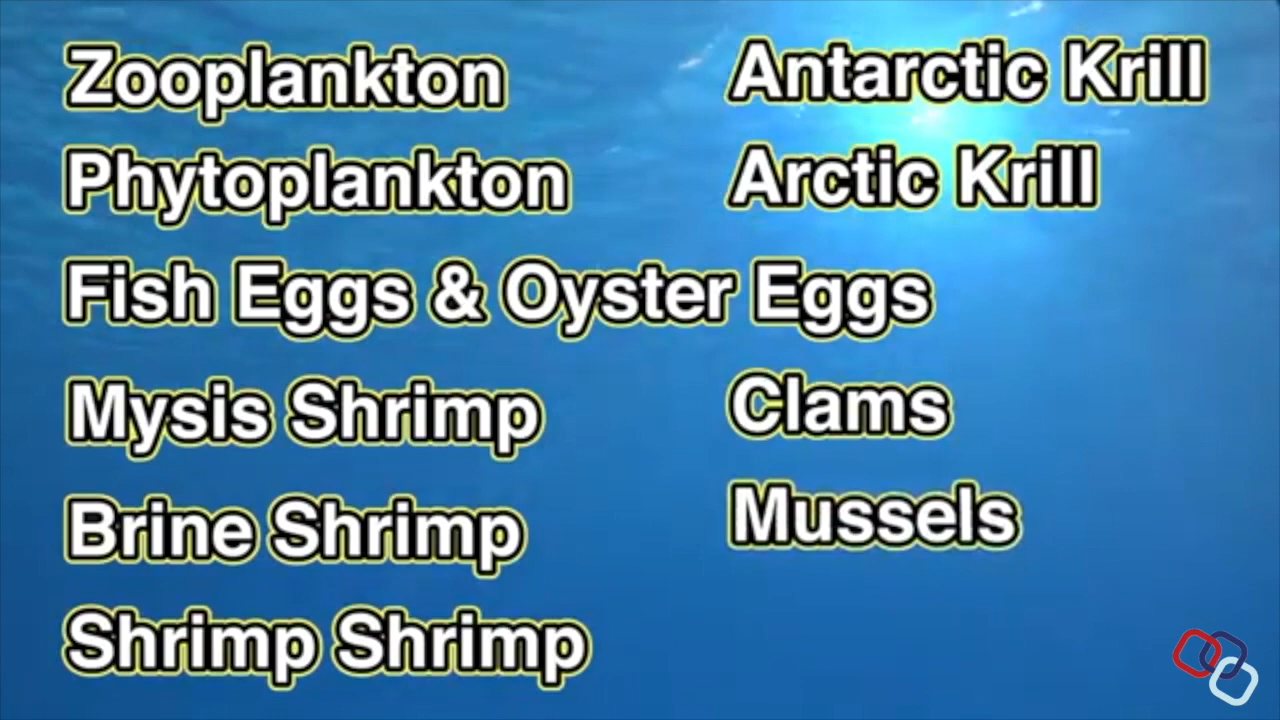 Zooplankton
Phytoplankton
Fish Eggs & Oyster Eggs
Mysis Shrimp
Brine Shrimp
Shrimp Shrimp
Antarctic Krill
Arctic Krill
Clams
Mussels